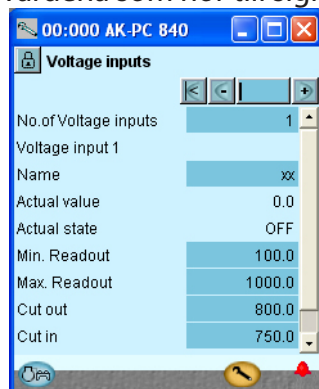 00:000 AK-PC 840
Voltage inputs
No.of Voltage inputs 1
Voltage input 1
Name xx
Actual value 0.0
Actual state OFF
Min. Readout 100.0
Max. Readout 1000.0
Cut out 800.0
Cut in 750.0